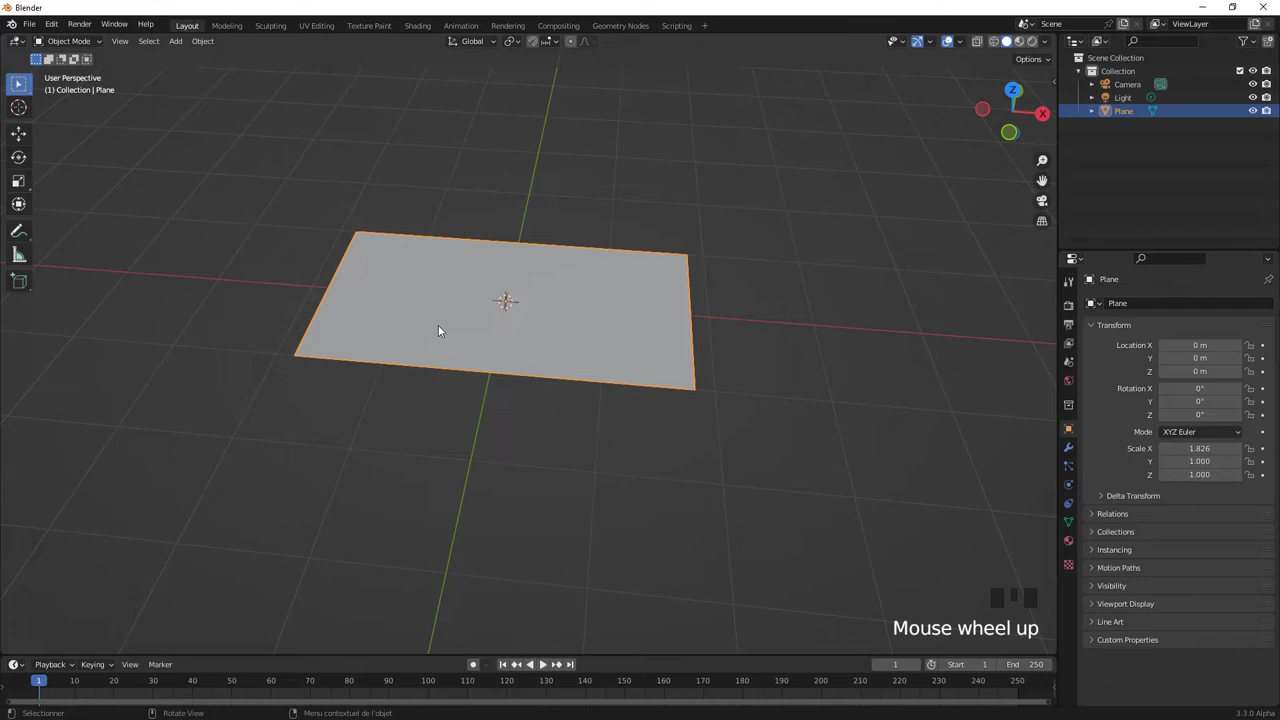 Blender
File Edit Render Window Help Layout Modeling Sculpting UV Editing Texture Paint Shading Animation Rendering Compositing Geometry Nodes Scripting + Scene ViewLayer
Object Mode View Select Add Object Global
Options
User Perspective
(1) Collection | Plane
Z
X
Scene Collection
Collection
Camera
Light
Plane
Plane
Plane
Transform
Location X 0 m
Y 0 m
Z 0 m
Rotation X 0°
Y 0°
Z 0°
Mode XYZ Euler
Scale X 1.826
Y 1.000
Z 1.000
Delta Transform
Relations
Collections
Instancing
Motion Paths
Visibility
Viewport Display
Line Art
Custom Properties
Mouse wheel up
Playback Keying View Marker 1 Start 1 End 250
1 10 20 30 40 50 60 70 80 90 100 110 120 130 140 150 160 170 180 190 200 210 220 230 240 250
Sélectionner Rotate View Menu contextuel de l'objet 3.3.0 Alpha